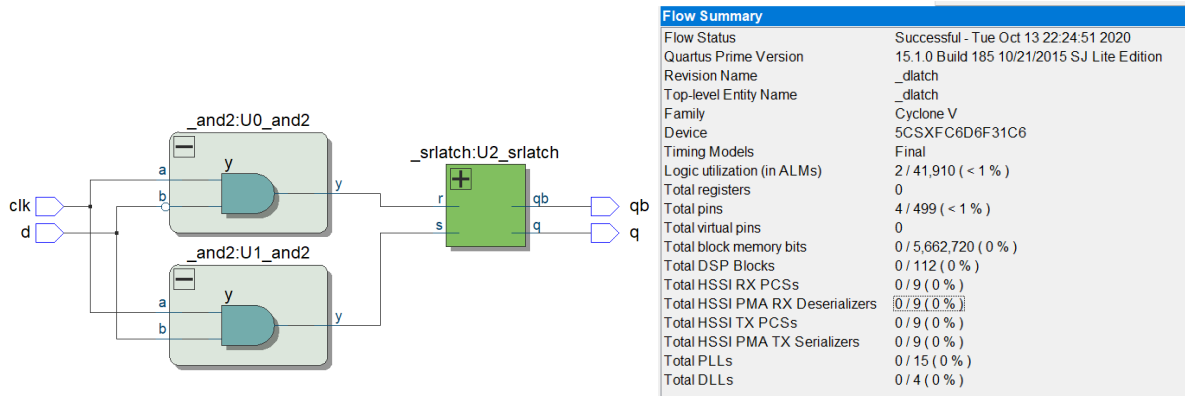 _and2:U0_and2
y
a
b
y
clk
d
_and2:U1_and2
y
a
b
y
_srlatch:U2_srlatch
r
s
qb
q
qb
q
Flow Summary
Flow Status Successful - Tue Oct 13 22:24:51 2020
Quartus Prime Version 15.1.0 Build 185 10/21/2015 SJ Lite Edition
Revision Name _dlatch
Top-level Entity Name _dlatch
Family Cyclone V
Device 5CSXFC6D6F31C6
Timing Models Final
Logic utilization (in ALMs) 2 / 41,910 ( < 1 % )
Total registers 0
Total pins 4 / 499 ( < 1 % )
Total virtual pins 0
Total block memory bits 0 / 5,662,720 ( 0 % )
Total DSP Blocks 0 / 112 ( 0 % )
Total HSSI RX PCSs 0 / 9 ( 0 % )
Total HSSI PMA RX Deserializers 0 / 9 ( 0 % )
Total HSSI TX PCSs 0 / 9 ( 0 % )
Total HSSI PMA TX Serializers 0 / 9 ( 0 % )
Total PLLs 0 / 15 ( 0 % )
Total DLLs 0 / 4 ( 0 % )